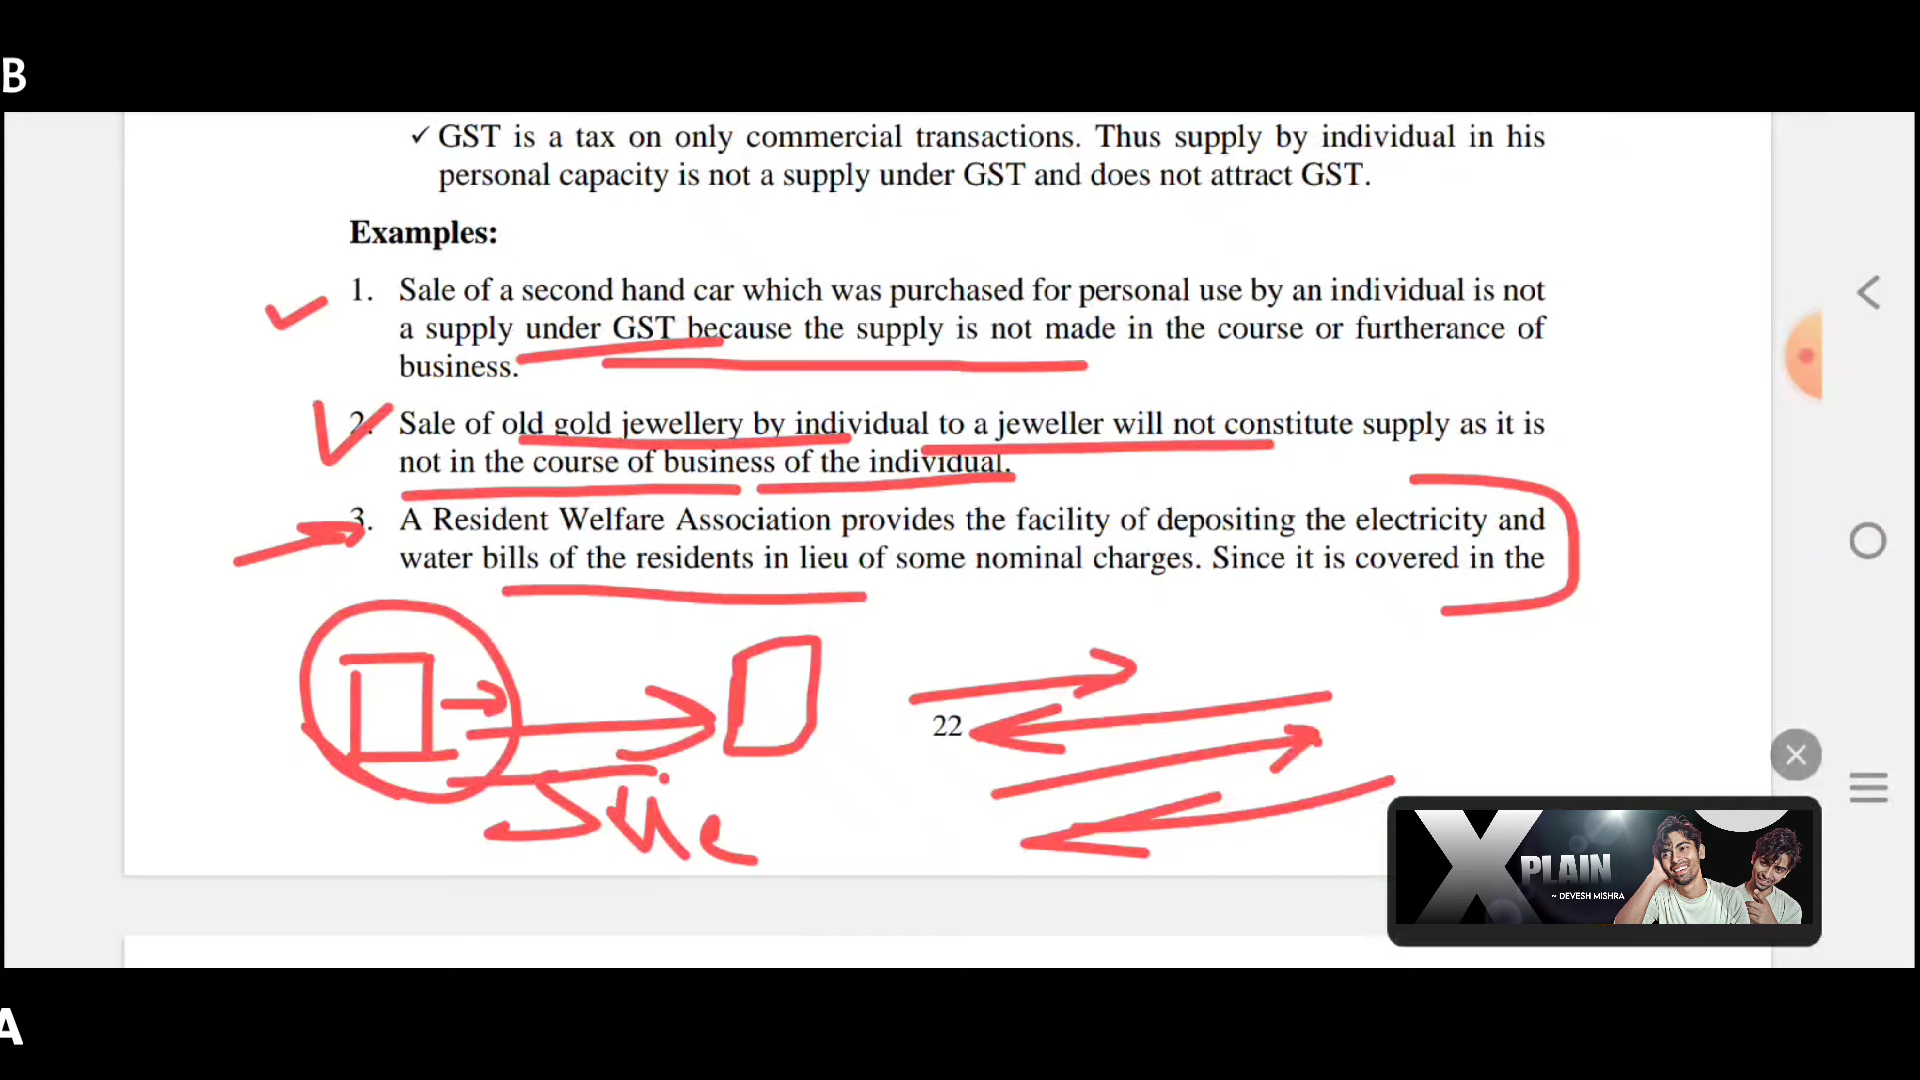 B
✓ GST is a tax on only commercial transactions. Thus supply by individual in his
personal capacity is not a supply under GST and does not attract GST.
Examples:
1. Sale of a second hand car which was purchased for personal use by an individual is not
a supply under GST because the supply is not made in the course or furtherance of
business.
2. Sale of old gold jewellery by individual to a jeweller will not constitute supply as it is
not in the course of business of the individual.
3. A Resident Welfare Association provides the facility of depositing the electricity and
water bills of the residents in lieu of some nominal charges. Since it is covered in the
22
XPLAIN
~ DEVESH MISHRA
A